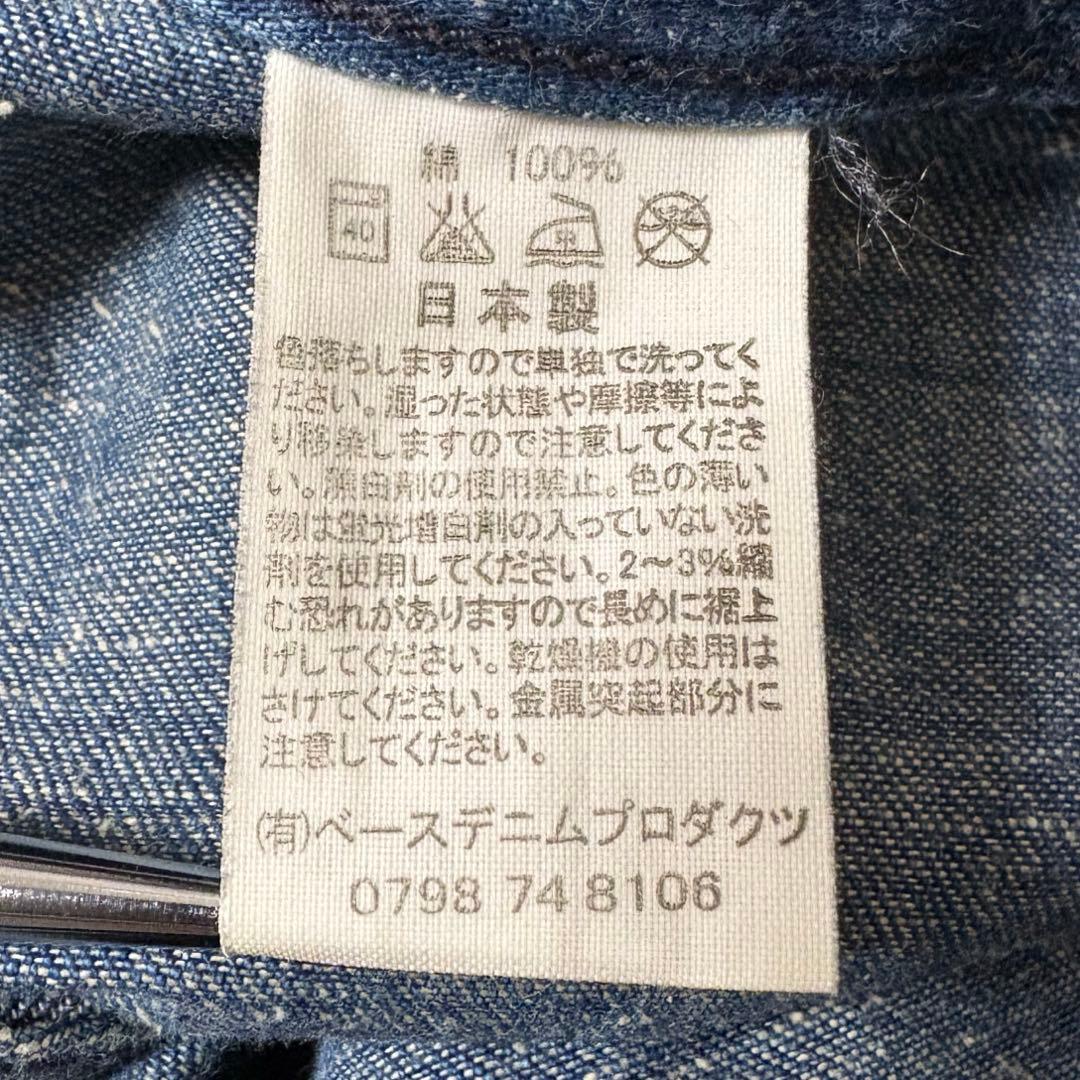 綿 100%
40
日本製
色落ちしますので単独で洗ってく
ださい。湿った状態や摩擦等によ
り移染しますので注意してくださ
い。漂白剤の使用禁止。色の薄い
物は蛍光増白剤の入っていない洗
剤を使用してください。2〜3%縮
む恐れがありますので長めに裾上
げしてください。乾燥機の使用は
さけてください。金属突起部分に
注意してください。
(有)ベースデニムプロダクツ
0798 74 8106